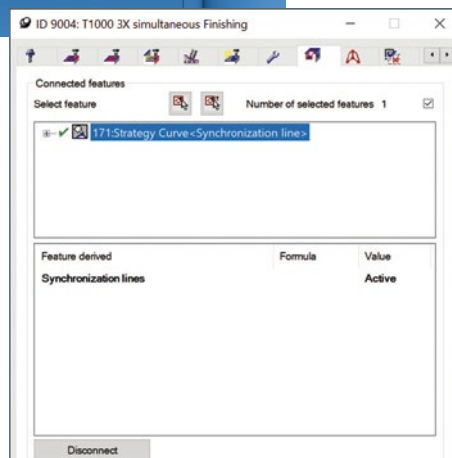 ID 9004: T1000 3X simultaneous Finishing
Connected features
Select feature
Number of selected features 1
171:Strategy Curve<Synchronization line>
Feature derived Formula Value
Synchronization lines Active
Disconnect